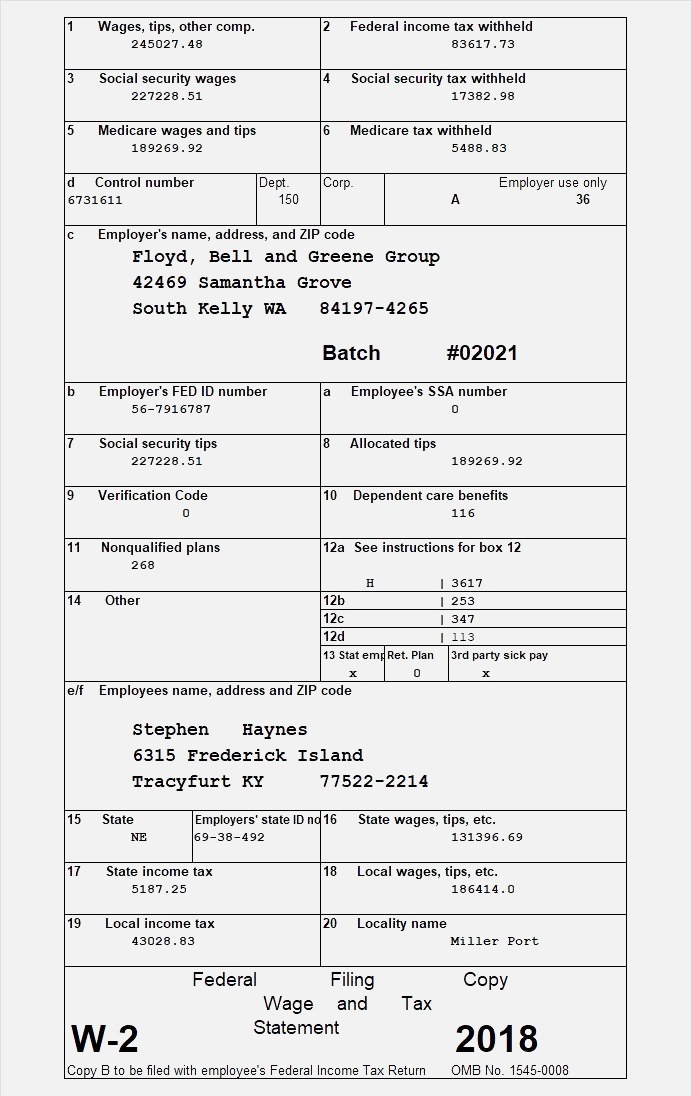 1 Wages, tips, other comp. 2 Federal income tax withheld
245027.48 83617.73
3 Social security wages 4 Social security tax withheld
227228.51 17382.98
5 Medicare wages and tips 6 Medicare tax withheld
189269.92 5488.83
d Control number Dept. Corp. Employer use only
6731611 150 A 36
c Employer's name, address, and ZIP code
Floyd, Bell and Greene Group
42469 Samantha Grove
South Kelly WA 84197-4265
Batch #02021
b Employer's FED ID number a Employee's SSA number
56-7916787 0
7 Social security tips 8 Allocated tips
227228.51 189269.92
9 Verification Code 10 Dependent care benefits
0 116
11 Nonqualified plans 12a See instructions for box 12
268
H | 3617
14 Other 12b | 253
12c | 347
12d | 113
13 Stat emp Ret. Plan 3rd party sick pay
x 0 x
e/f Employees name, address and ZIP code
Stephen Haynes
6315 Frederick Island
Tracyfurt KY 77522-2214
15 State Employers' state ID no 16 State wages, tips, etc.
NE 69-38-492 131396.69
17 State income tax 18 Local wages, tips, etc.
5187.25 186414.0
19 Local income tax 20 Locality name
43028.83 Miller Port
Federal Filing Copy
Wage and Tax
Statement
W-2 2018
Copy B to be filed with employee's Federal Income Tax Return OMB No. 1545-0008